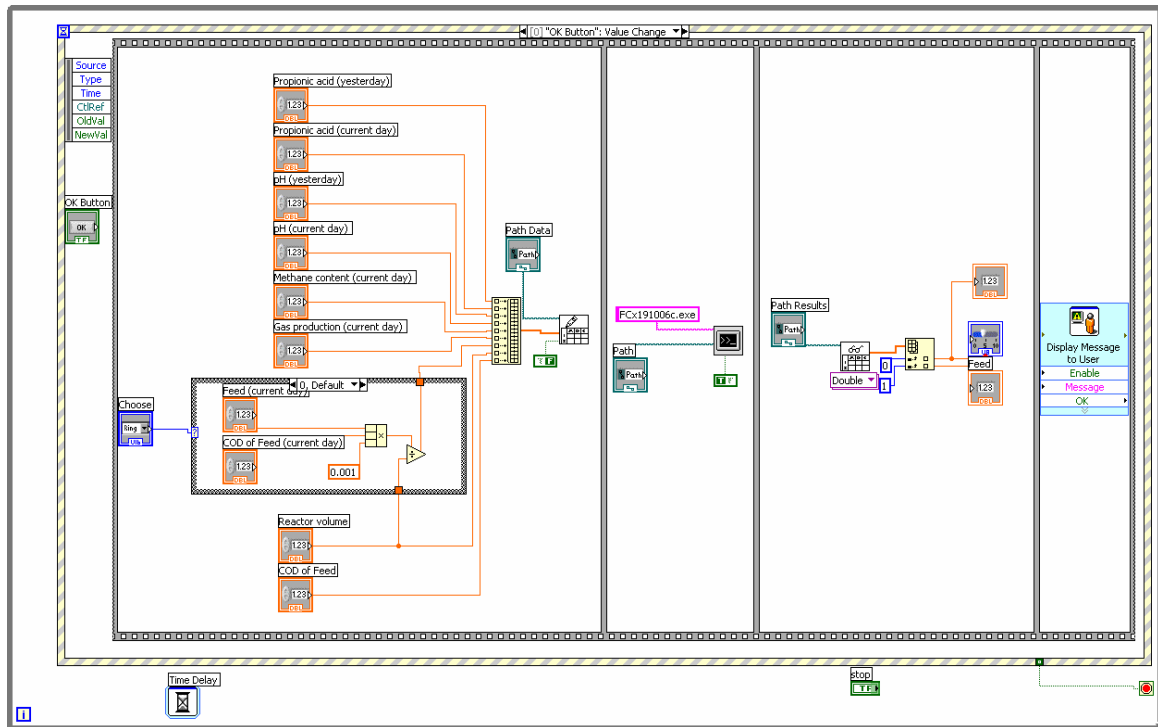 [0] "OK Button": Value Change
Source
Type
Time
CtlRef
OldVal
NewVal
OK Button
OK
TF
Propionic acid (yesterday)
1.23
DBL
Propionic acid (current day)
1.23
DBL
pH (yesterday)
1.23
DBL
pH (current day)
1.23
DBL
Methane content (current day)
1.23
DBL
Gas production (current day)
1.23
DBL
Path Data
Path
F
Choose
Ring
0, Default
Feed (current day)
1.23
DBL
COD of Feed (current day)
1.23
DBL
0.001
x
÷
Reactor volume
1.23
DBL
COD of Feed
1.23
DBL
FCx191006c.exe
Path
Path
T
Path Results
Path
Double
0
1
1.23
DBL
Feed
1.23
DBL
Display Message
to User
Enable
Message
OK
Time Delay
stop
TF
i